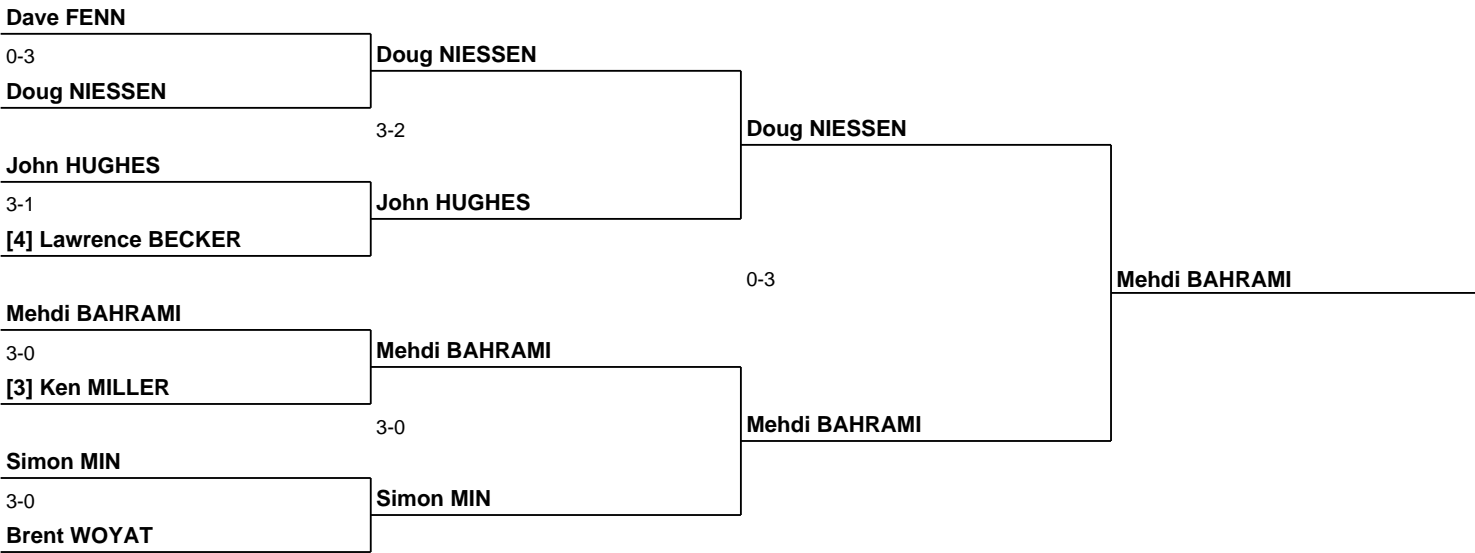 Dave FENN
0-3
Doug NIESSEN
Doug NIESSEN
3-2
Doug NIESSEN
John HUGHES
3-1
John HUGHES
[4] Lawrence BECKER
0-3
Mehdi BAHRAMI
Mehdi BAHRAMI
3-0
Mehdi BAHRAMI
[3] Ken MILLER
3-0
Mehdi BAHRAMI
Simon MIN
3-0
Simon MIN
Brent WOYAT